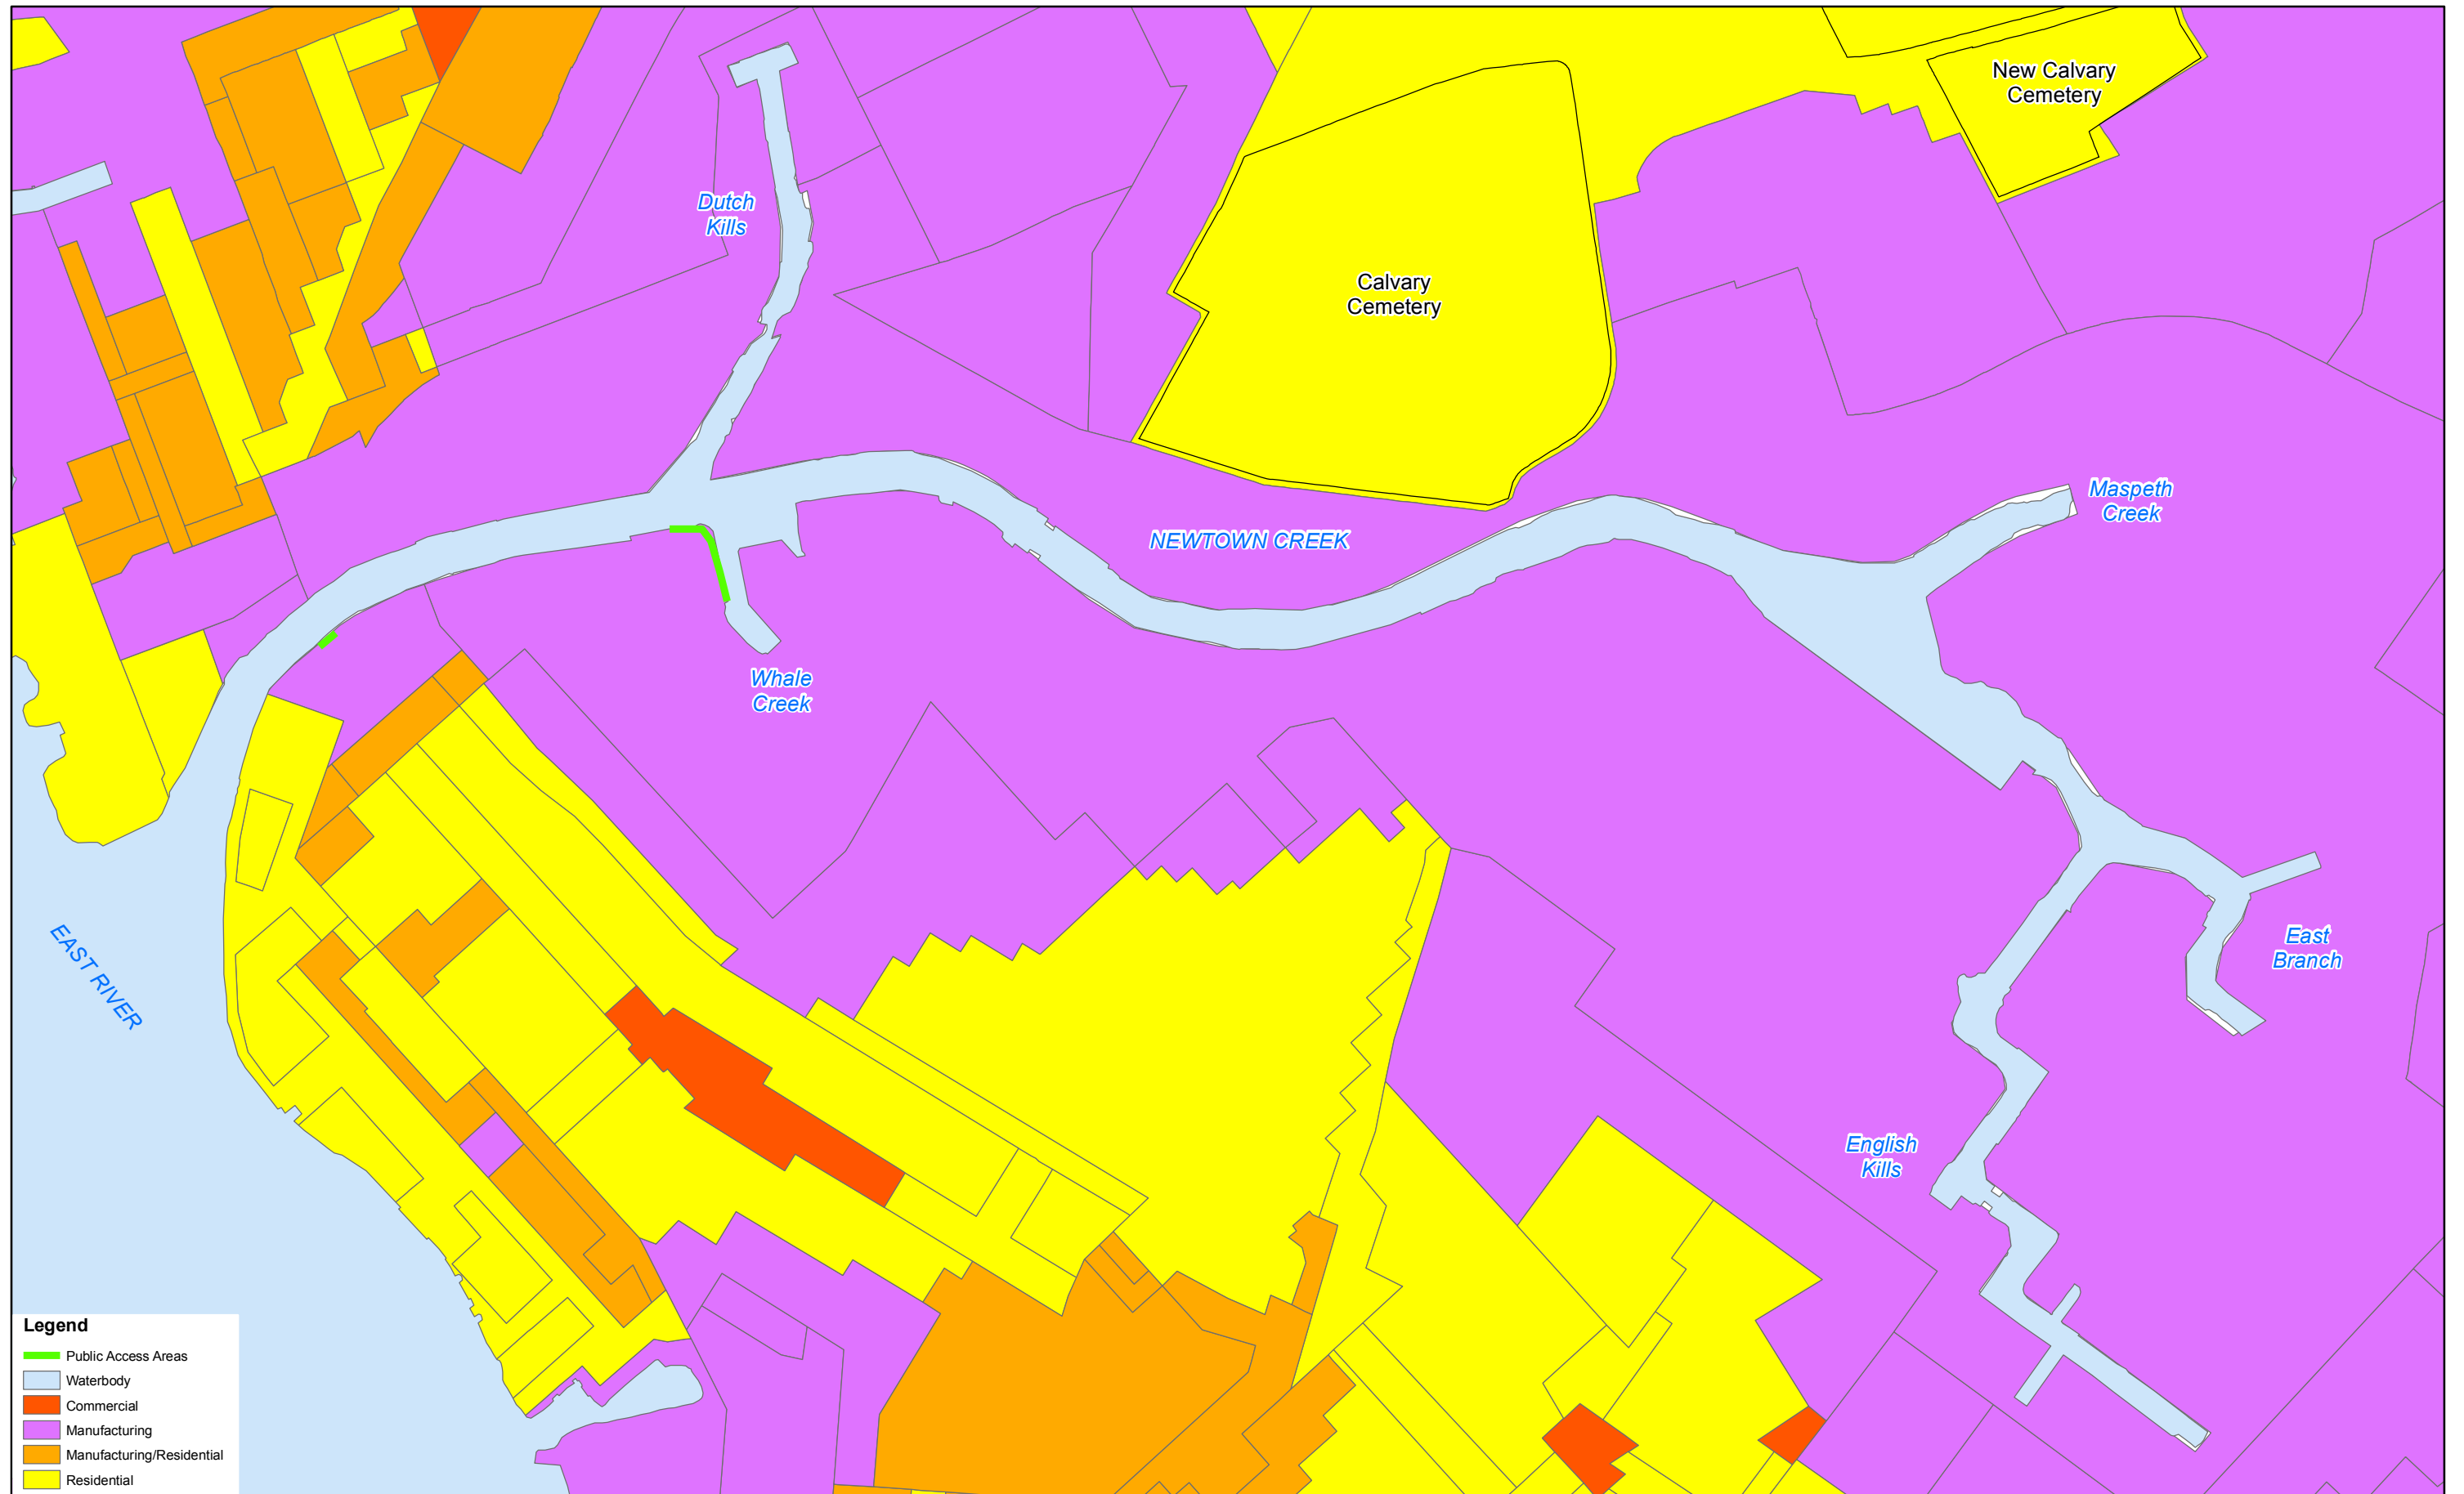 New Calvary
Cemetery
Dutch
Kills
Calvary
Cemetery
Maspeth
Creek
NEWTOWN CREEK
Whale
Creek
EAST RIVER
East
Branch
English
Kills
Legend
Public Access Areas
Waterbody
Commercial
Manufacturing
Manufacturing/Residential
Residential